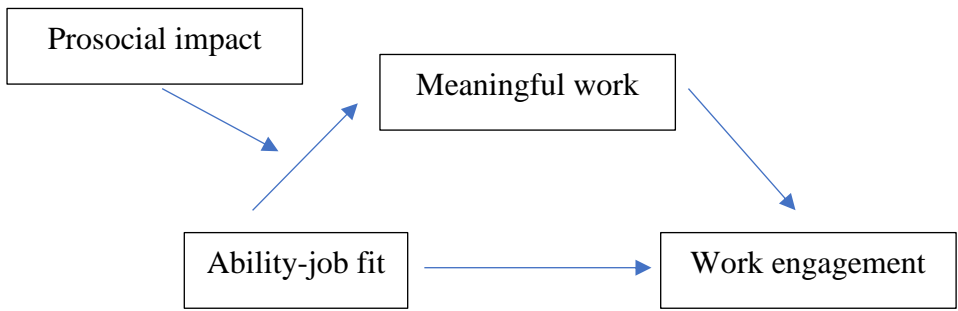 Prosocial impact
Meaningful work
Ability-job fit
Work engagement